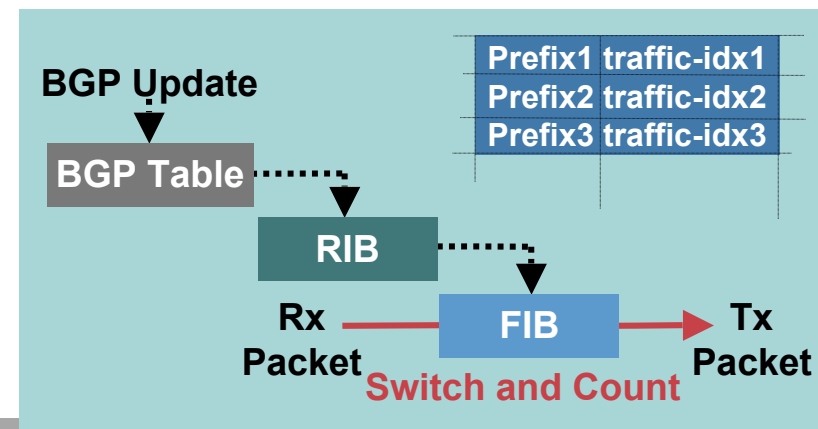 BGP Update
BGP Table
RIB
FIB
Rx
Packet
Tx
Packet
Switch and Count
Prefix1 traffic-idx1
Prefix2 traffic-idx2
Prefix3 traffic-idx3